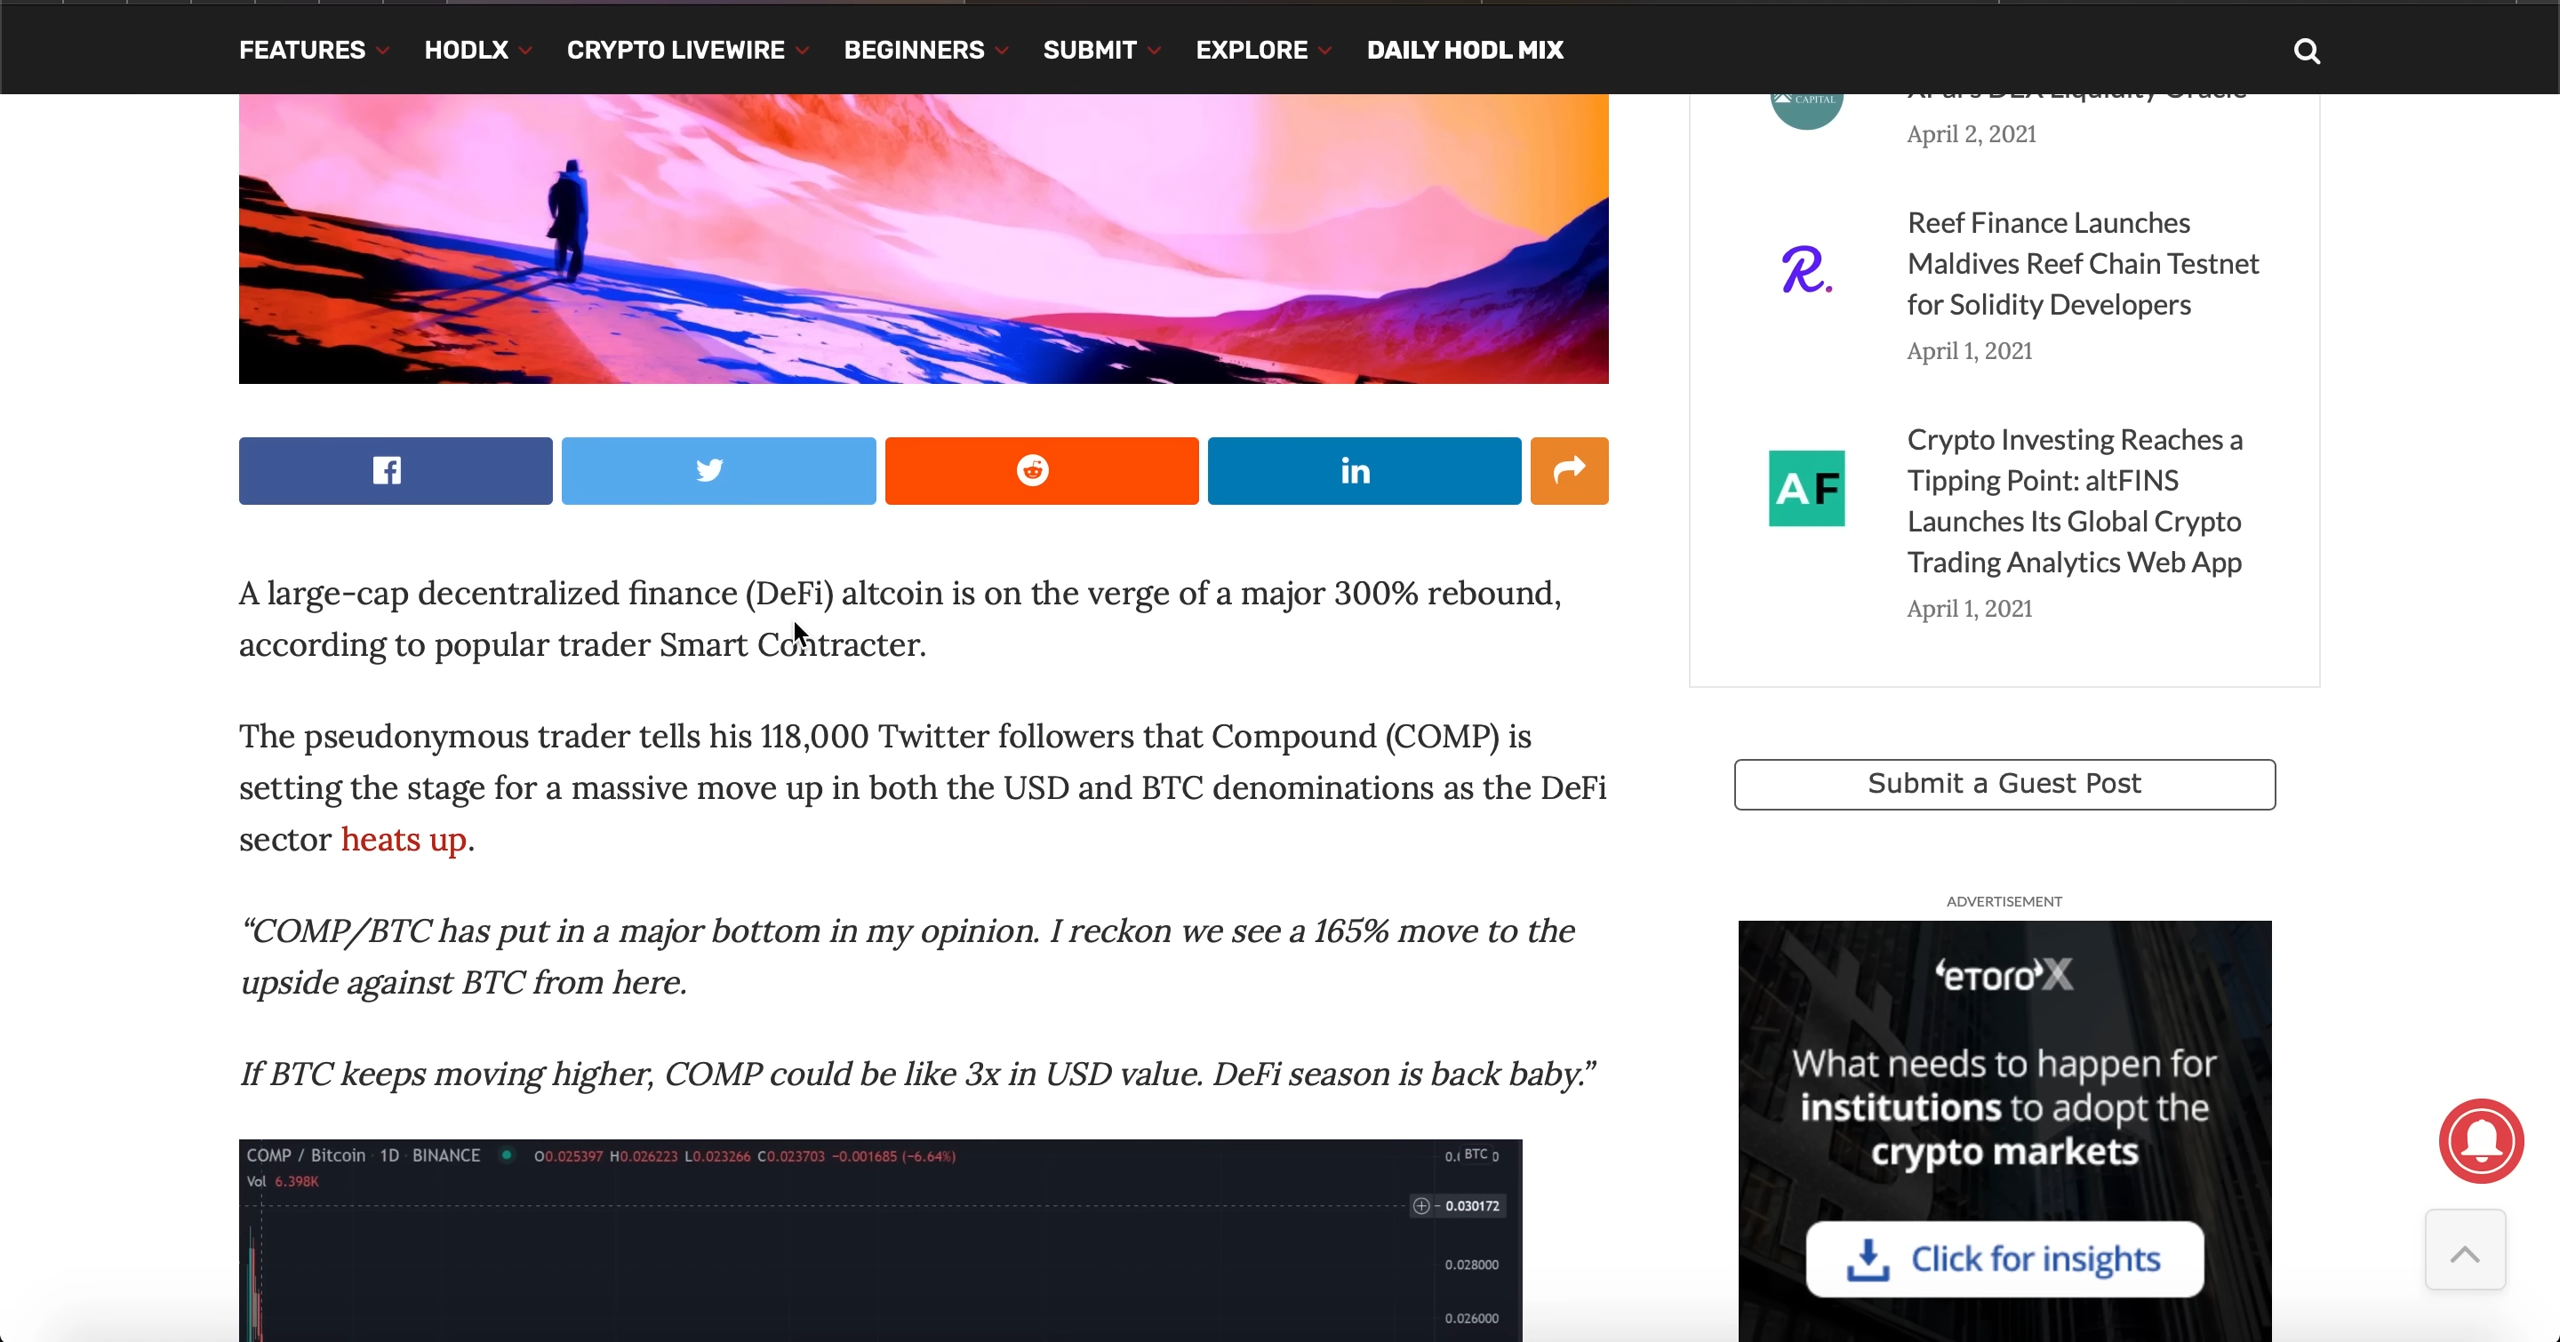 FEATURES HODLX CRYPTO LIVEWIRE BEGINNERS SUBMIT EXPLORE DAILY HODL MIX
A large-cap decentralized finance (DeFi) altcoin is on the verge of a major 300% rebound,
according to popular trader Smart Contracter.
The pseudonymous trader tells his 118,000 Twitter followers that Compound (COMP) is
setting the stage for a massive move up in both the USD and BTC denominations as the DeFi
sector heats up.
“COMP/BTC has put in a major bottom in my opinion. I reckon we see a 165% move to the
upside against BTC from here.
If BTC keeps moving higher, COMP could be like 3x in USD value. DeFi season is back baby.”
COMP / Bitcoin 1D BINANCE O0.025397 H0.026223 L0.023266 C0.023703 −0.001685 (−6.64%)
BTC
Vol 6.398K
0.030172
0.028000
0.026000
CAPITAL
DEX Liquidity Oracle
April 2, 2021
R.
Reef Finance Launches
Maldives Reef Chain Testnet
for Solidity Developers
April 1, 2021
AF
Crypto Investing Reaches a
Tipping Point: altFINS
Launches Its Global Crypto
Trading Analytics Web App
April 1, 2021
Submit a Guest Post
ADVERTISEMENT
eToroX
What needs to happen for
institutions to adopt the
crypto markets
Click for insights